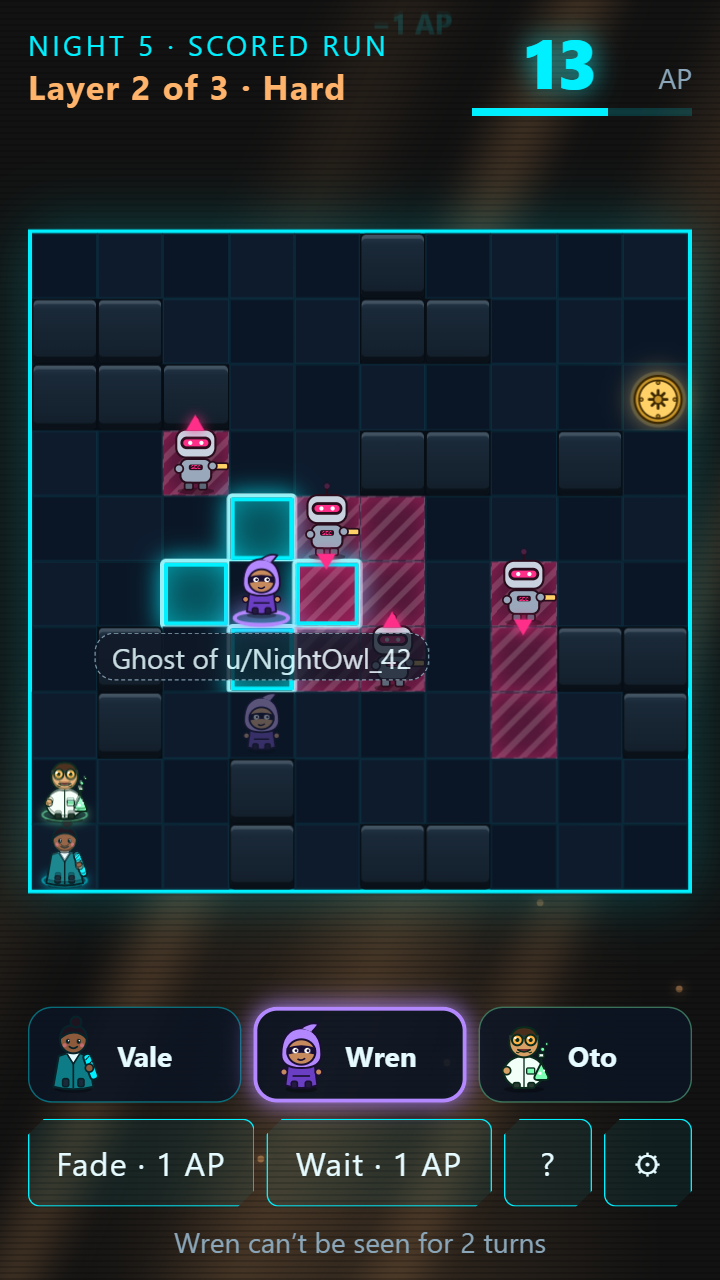 −1 AP
NIGHT 5 · SCORED RUN
Layer 2 of 3 · Hard
13 AP
Ghost of u/NightOwl_42
Vale
Wren
Oto
Fade · 1 AP
Wait · 1 AP
?
Wren can’t be seen for 2 turns